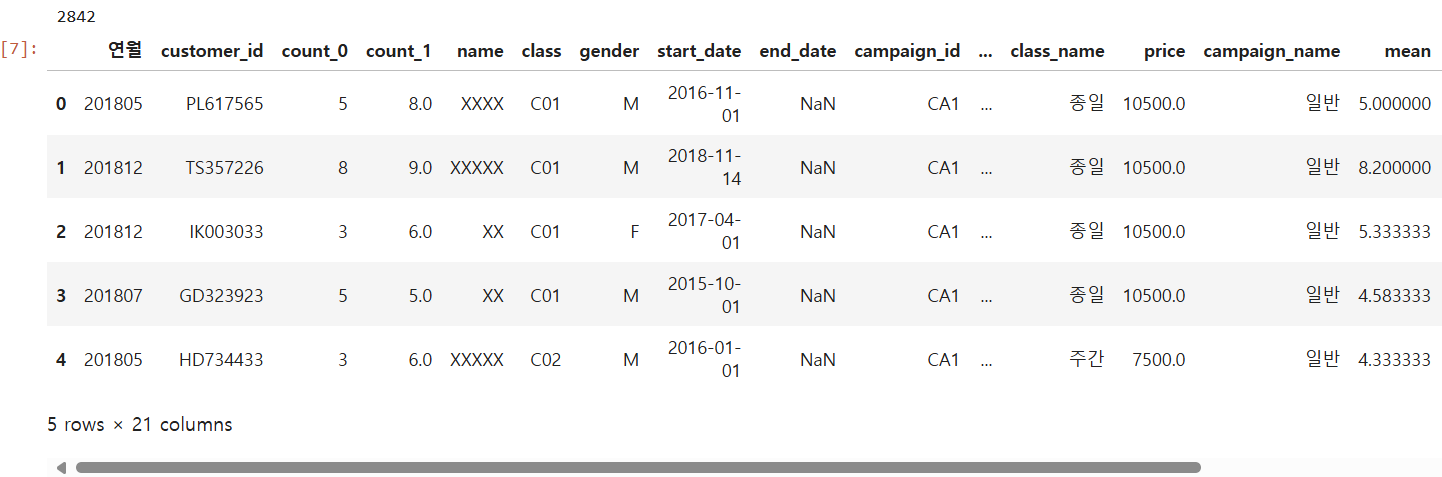 2842
[7]: 연월 customer_id count_0 count_1 name class gender start_date end_date campaign_id ... class_name price campaign_name mean
0 201805 PL617565 5 8.0 XXXX C01 M 2016-11-01 NaN CA1 ... 종일 10500.0 일반 5.000000
1 201812 TS357226 8 9.0 XXXXX C01 M 2018-11-14 NaN CA1 ... 종일 10500.0 일반 8.200000
2 201812 IK003033 3 6.0 XX C01 F 2017-04-01 NaN CA1 ... 종일 10500.0 일반 5.333333
3 201807 GD323923 5 5.0 XX C01 M 2015-10-01 NaN CA1 ... 종일 10500.0 일반 4.583333
4 201805 HD734433 3 6.0 XXXXX C02 M 2016-01-01 NaN CA1 ... 주간 7500.0 일반 4.333333
5 rows × 21 columns